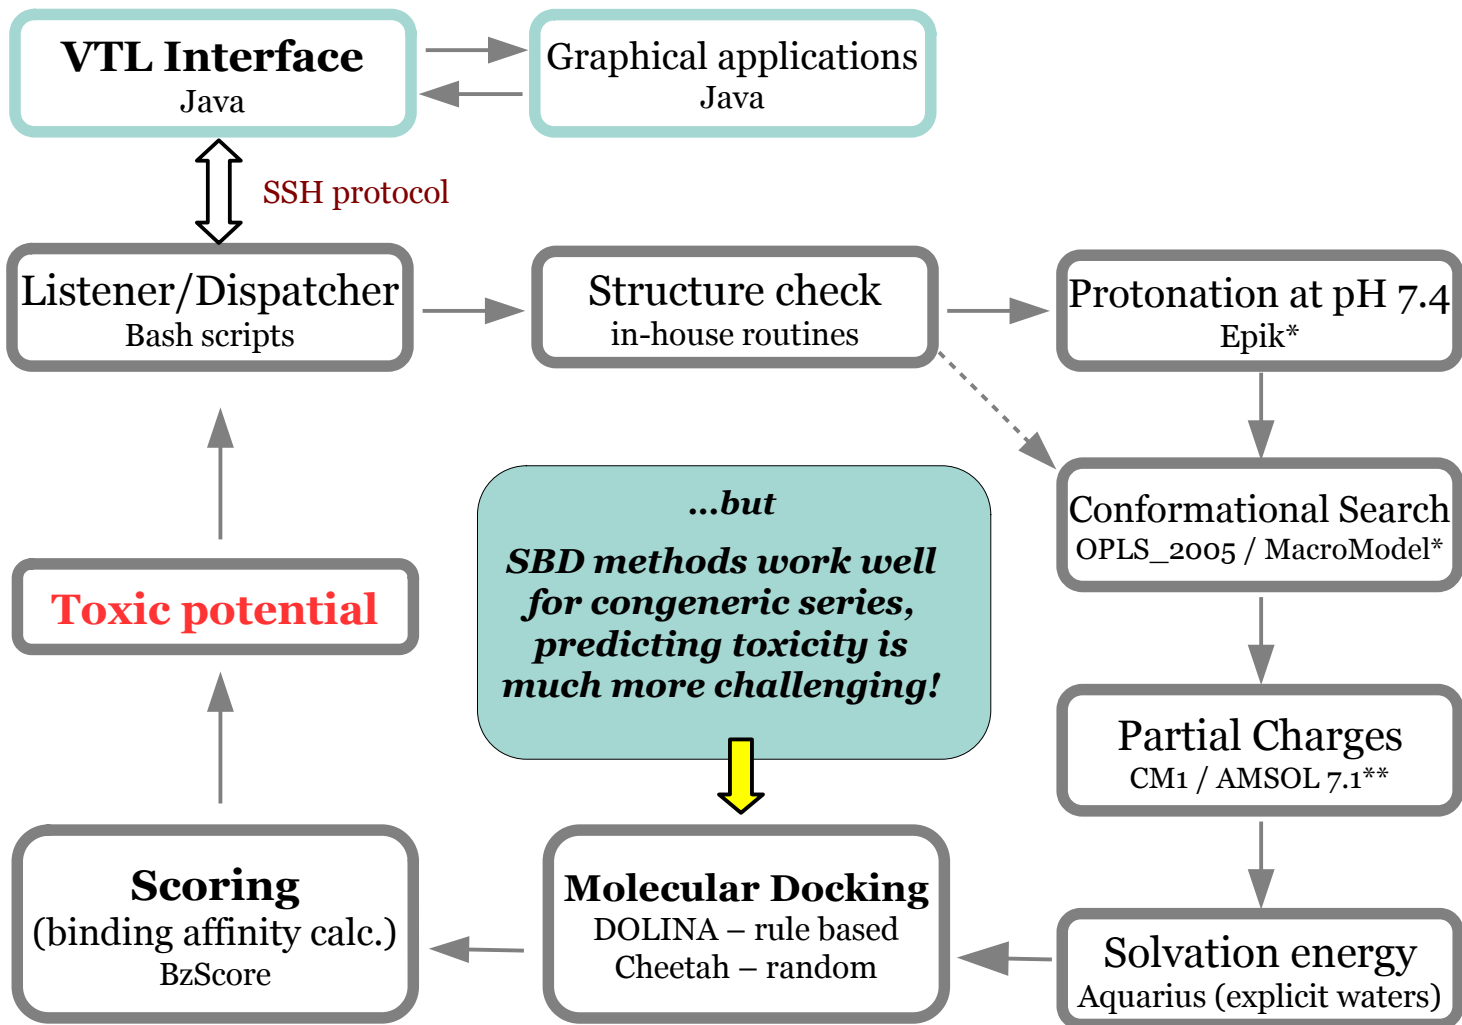 VTL Interface
Java
Graphical applications
Java
SSH protocol
Listener/Dispatcher
Bash scripts
Structure check
in-house routines
Protonation at pH 7.4
Epik*
Conformational Search
OPLS_2005 / MacroModel*
...but
SBD methods work well
for congeneric series,
predicting toxicity is
much more challenging!
Toxic potential
Partial Charges
CM1 / AMSOL 7.1**
Scoring
(binding affinity calc.)
BzScore
Molecular Docking
DOLINA – rule based
Cheetah – random
Solvation energy
Aquarius (explicit waters)